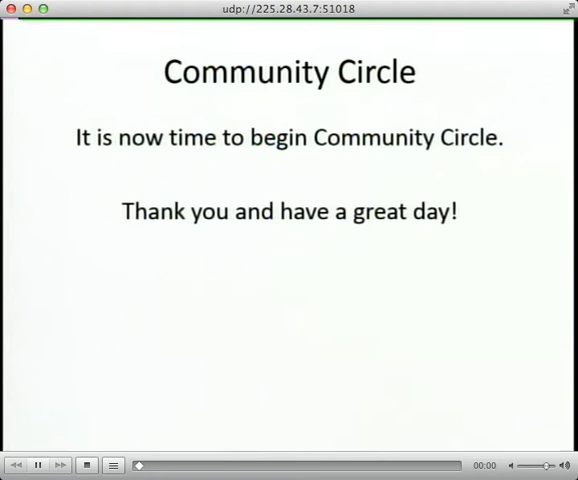 udp://225.28.43.7:51018
Community Circle
It is now time to begin Community Circle.
Thank you and have a great day!
00:00